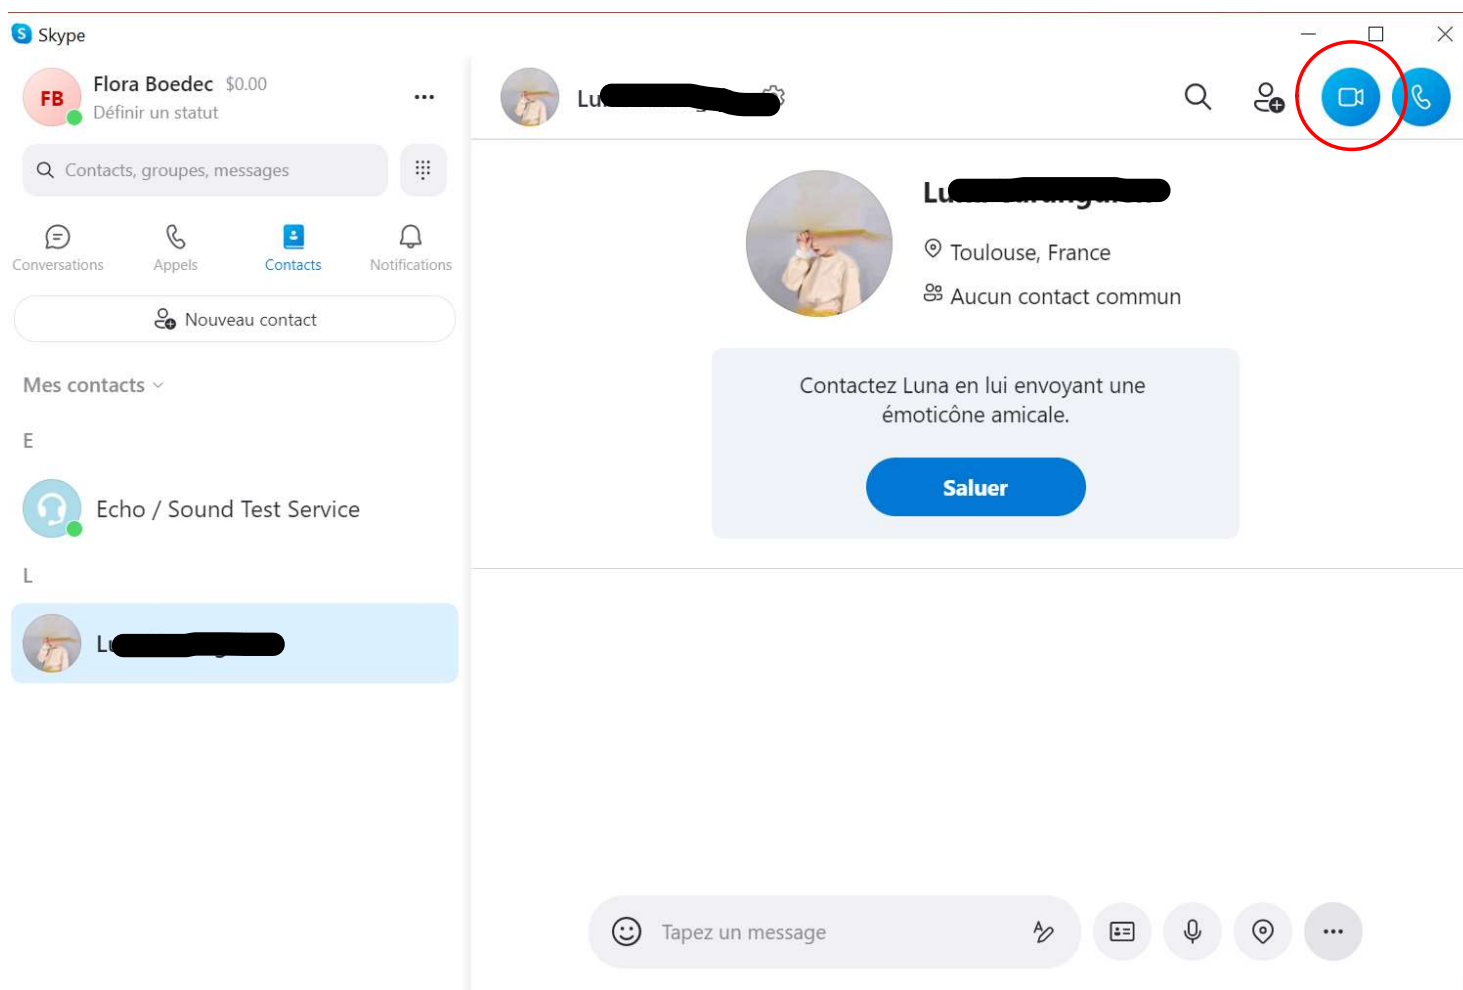 Skype
FB
Flora Boedec $0.00
Définir un statut
Contacts, groupes, messages
Conversations Appels Contacts Notifications
Nouveau contact
Mes contacts
E
Echo / Sound Test Service
L
Toulouse, France
Aucun contact commun
Contactez Luna en lui envoyant une
émoticône amicale.
Saluer
Tapez un message